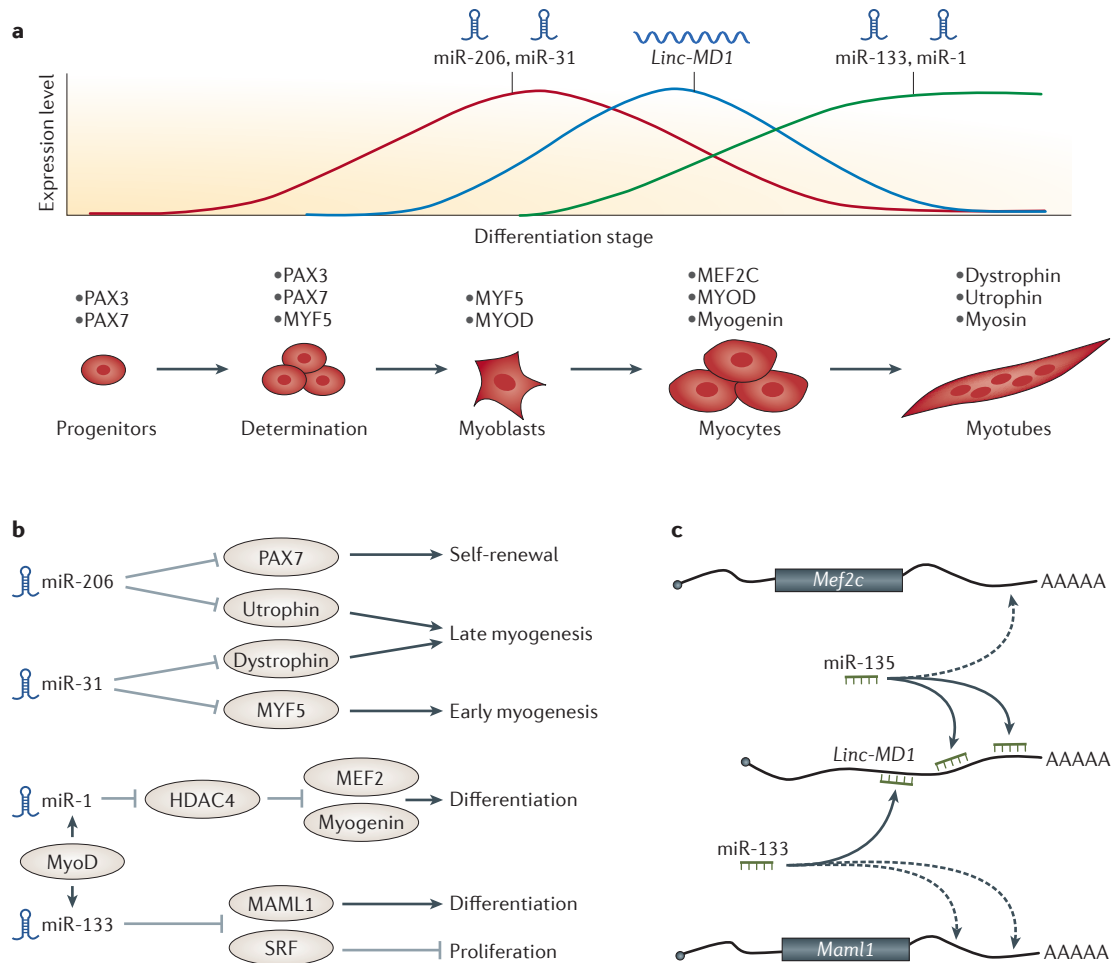 a
miR-206, miR-31
Linc-MD1
miR-133, miR-1
Expression level
Differentiation stage
•PAX3
•PAX7
Progenitors
•PAX3
•PAX7
•MYF5
Determination
•MYF5
•MYOD
Myoblasts
•MEF2C
•MYOD
•Myogenin
Myocytes
•Dystrophin
•Utrophin
•Myosin
Myotubes
b
miR-206
PAX7
Self-renewal
Utrophin
Late myogenesis
Dystrophin
miR-31
MYF5
Early myogenesis
miR-1
HDAC4
MEF2
Myogenin
Differentiation
MyoD
miR-133
MAML1
Differentiation
SRF
Proliferation
c
Mef2c
AAAAA
miR-135
Linc-MD1
AAAAA
miR-133
Maml1
AAAAA